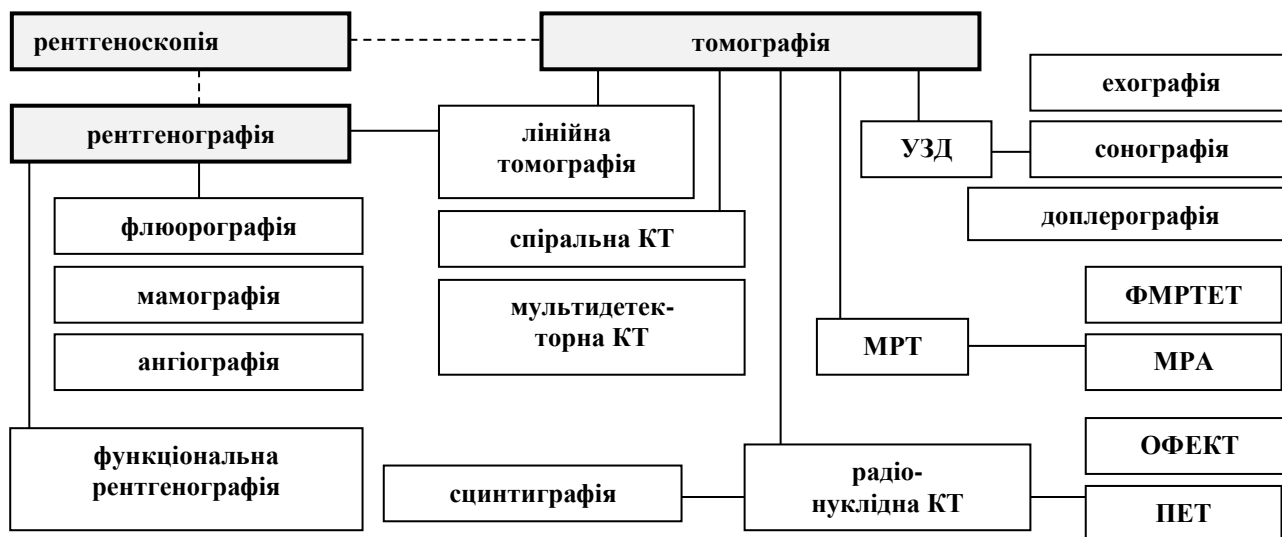 рентгеноскопія
томографія
ехографія
рентгенографія
лінійна
томографія
УЗД
сонографія
флюорографія
доплерографія
спіральна КТ
мамографія
мультидетек-
торна КТ
ФМРТЕТ
ангіографія
МРТ
МРА
функціональна
рентгенографія
сцинтиграфія
радіо-
нуклідна КТ
ОФЕКТ
ПЕТ